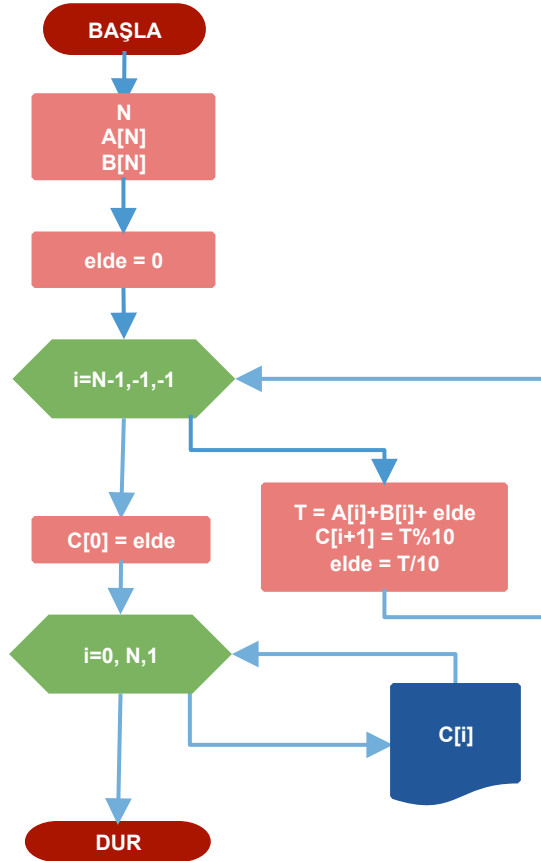 BAŞLA
N
A[N]
B[N]
elde = 0
i=N-1,-1,-1
T = A[i]+B[i]+ elde
C[i+1] = T%10
elde = T/10
C[0] = elde
i=0, N,1
C[i]
DUR